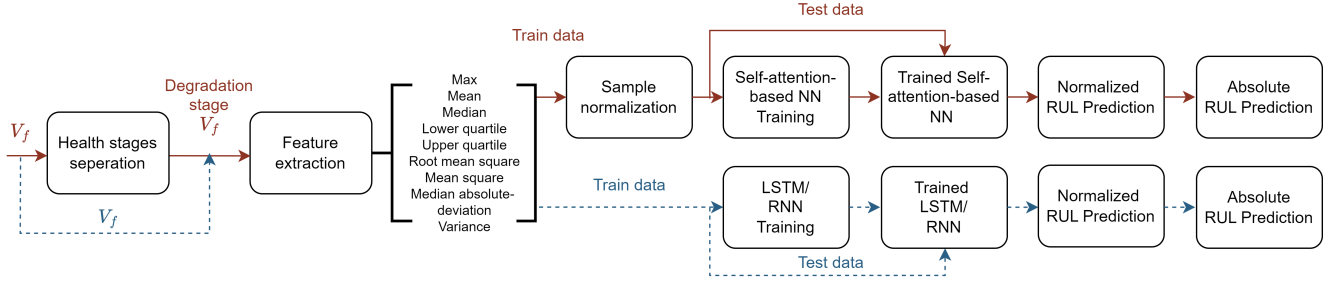 Test data
Train data
Degradation
stage
V_f
V_f
Health stages
seperation
Feature
extraction
Max
Mean
Median
Lower quartile
Upper quartile
Root mean square
Mean square
Median absolute-
deviation
Variance
Sample
normalization
Self-attention-
based NN
Training
Trained Self-
attention-based
NN
Normalized
RUL Prediction
Absolute
RUL Prediction
V_f
Train data
LSTM/
RNN
Training
Trained
LSTM/
RNN
Normalized
RUL Prediction
Absolute
RUL Prediction
Test data